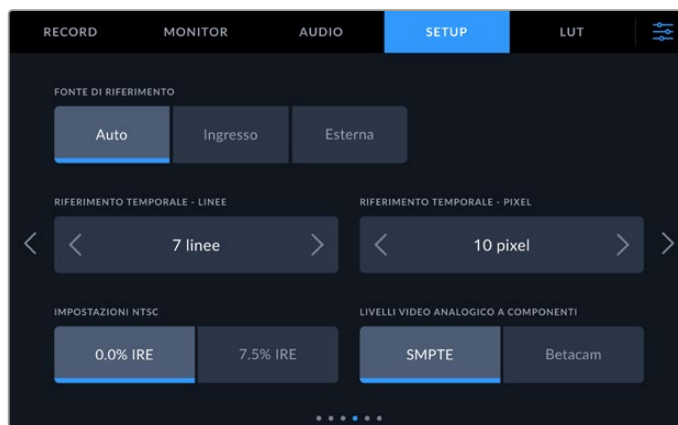 RECORD MONITOR AUDIO SETUP LUT
FONTE DI RIFERIMENTO
Auto Ingresso Esterna
RIFERIMENTO TEMPORALE - LINEE RIFERIMENTO TEMPORALE - PIXEL
7 linee 10 pixel
IMPOSTAZIONI NTSC LIVELLI VIDEO ANALOGICO A COMPONENTI
0.0% IRE 7.5% IRE SMPTE Betacam